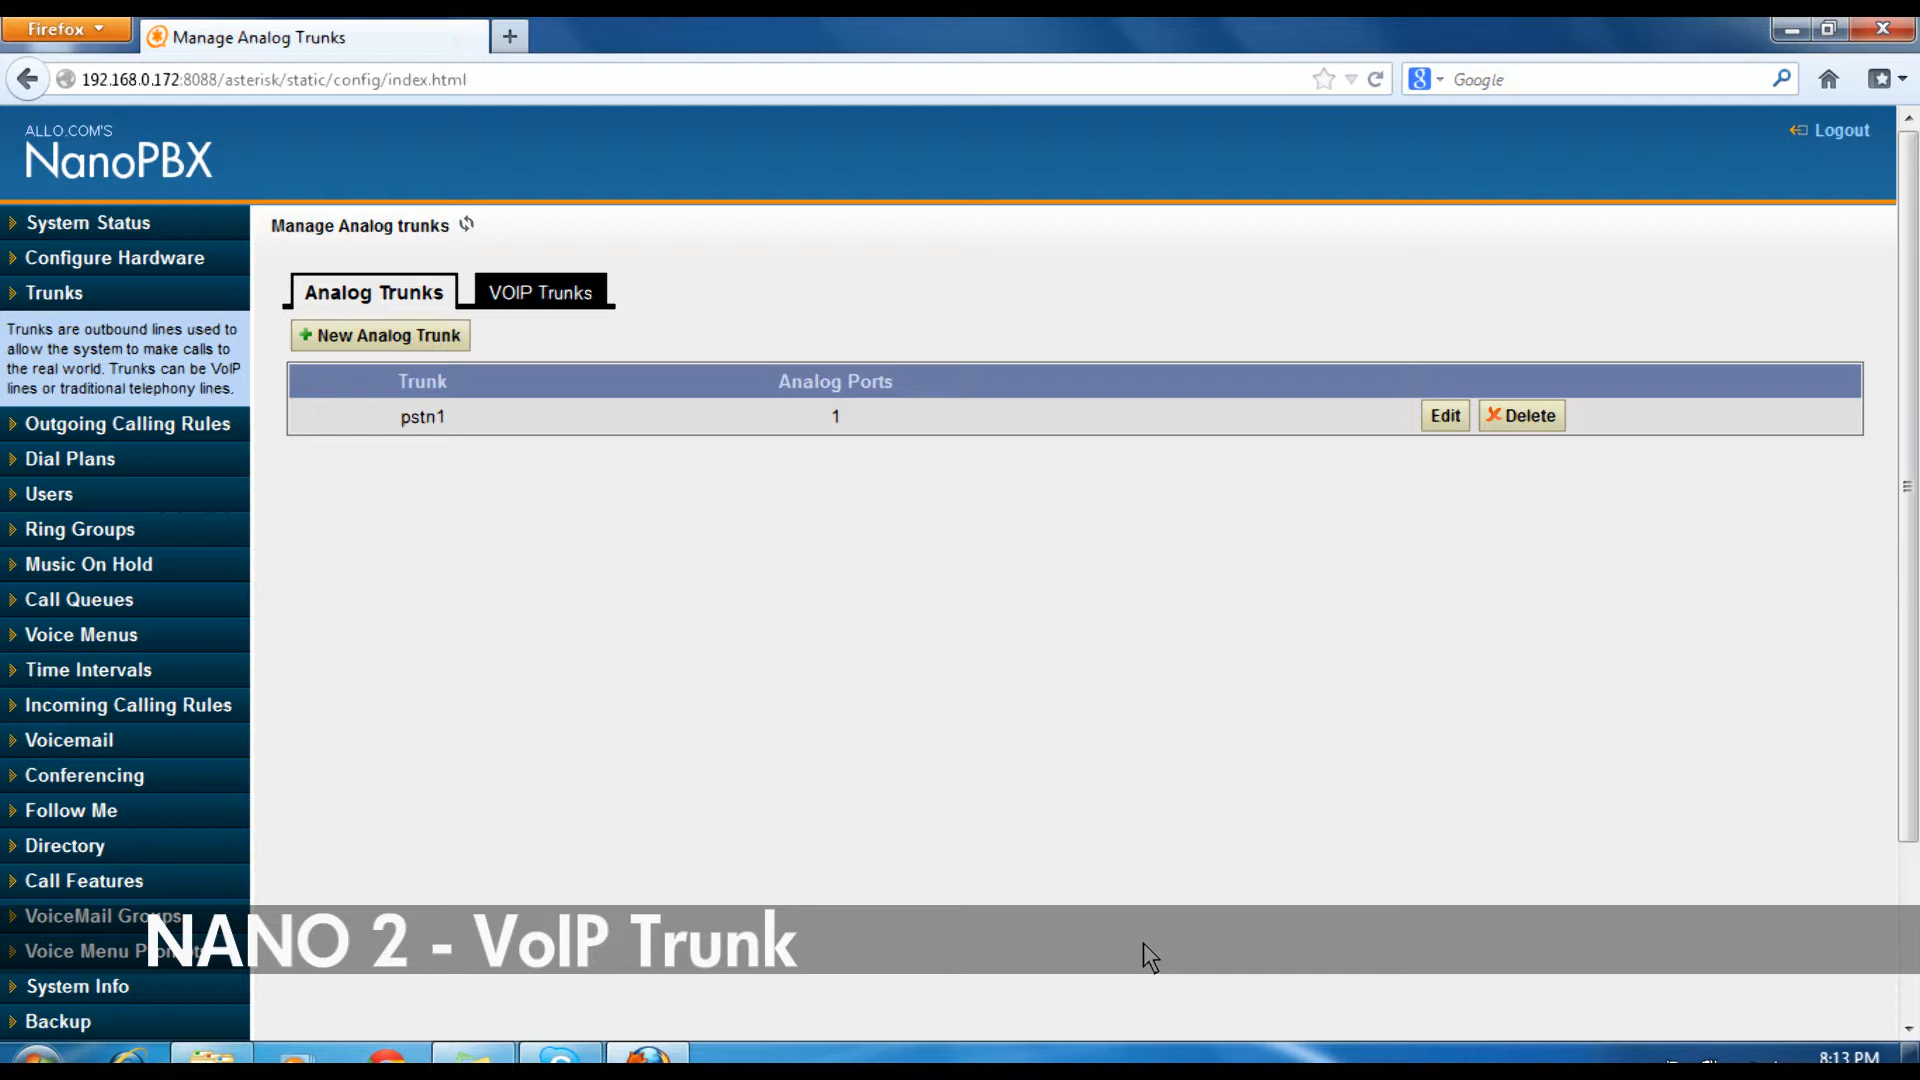 Firefox
Manage Analog Trunks
192.168.0.172:8088/asterisk/static/config/index.html
Google
ALLO.COM'S
NanoPBX
Logout
System Status
Configure Hardware
Trunks
Trunks are outbound lines used to
allow the system to make calls to
the real world. Trunks can be VoIP
lines or traditional telephony lines.
Outgoing Calling Rules
Dial Plans
Users
Ring Groups
Music On Hold
Call Queues
Voice Menus
Time Intervals
Incoming Calling Rules
Voicemail
Conferencing
Follow Me
Directory
Call Features
VoiceMail Groups
Voice Menu
System Info
Backup
Manage Analog trunks
Analog Trunks VOIP Trunks
New Analog Trunk
Trunk Analog Ports
pstn1 1 Edit Delete
NANO 2 - VoIP Trunk
8:13 PM